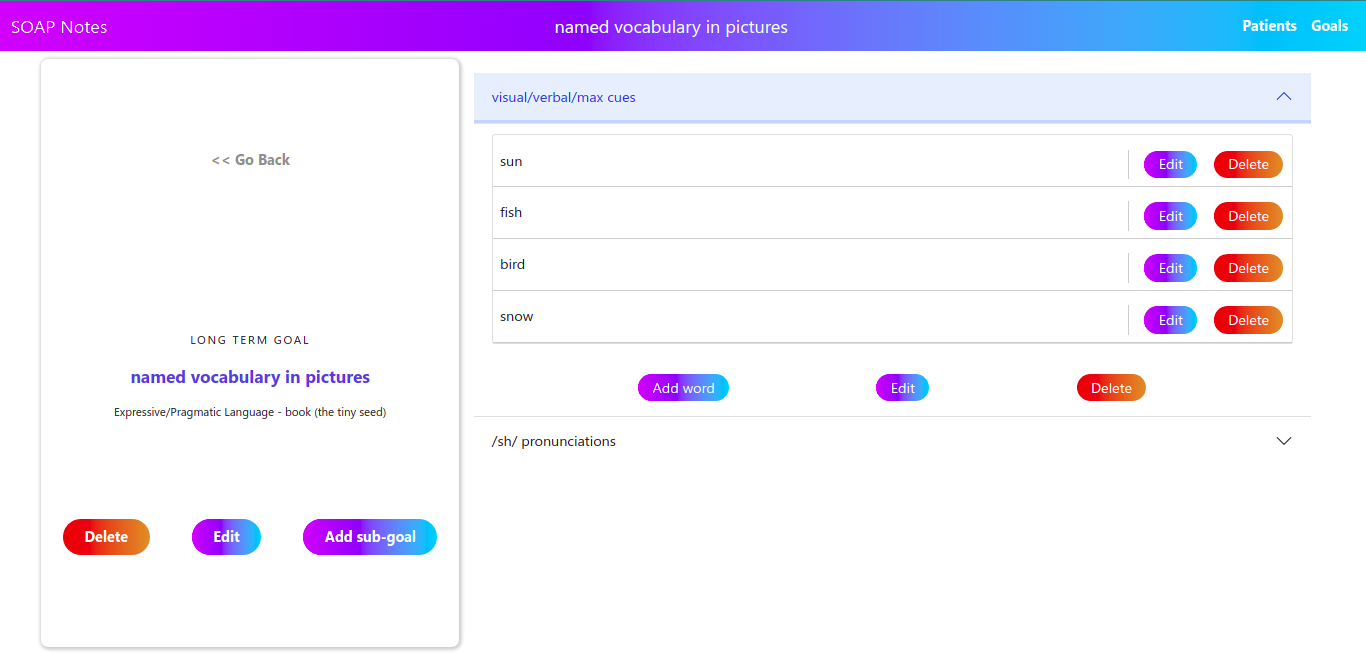 SOAP Notes
named vocabulary in pictures
Patients Goals
<< Go Back
LONG TERM GOAL
named vocabulary in pictures
Expressive/Pragmatic Language - book (the tiny seed)
Delete Edit Add sub-goal
visual/verbal/max cues
sun Edit Delete
fish Edit Delete
bird Edit Delete
snow Edit Delete
Add word Edit Delete
/sh/ pronunciations